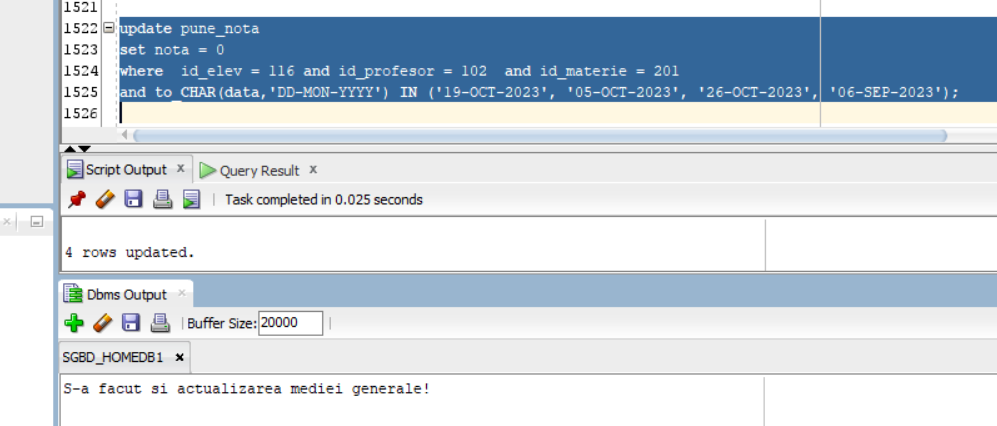 1521
1522 update pune_nota
1523 set nota = 0
1524 where  id_elev = 116 and id_profesor = 102  and id_materie = 201
1525 and to_CHAR(data,'DD-MON-YYYY') IN ('19-OCT-2023', '05-OCT-2023', '26-OCT-2023', '06-SEP-2023');
1526
Script Output x Query Result x
Task completed in 0.025 seconds
4 rows updated.
Dbms Output x
Buffer Size: 20000
SGBD_HOMEDB1 x
S-a facut si actualizarea mediei generale!